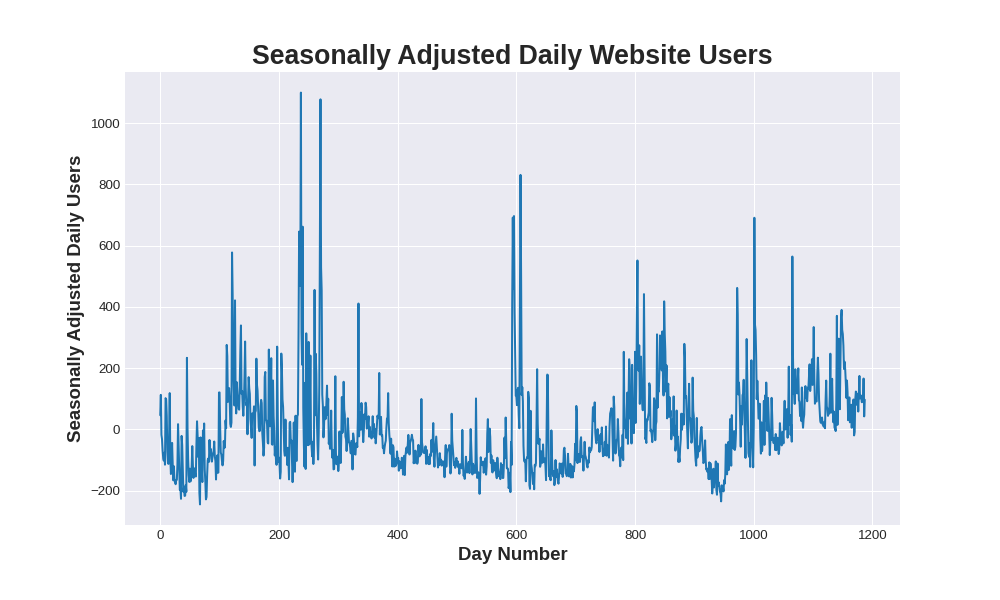 Seasonally Adjusted Daily Website Users
Seasonally Adjusted Daily Users
1000
800
600
400
200
0
−200
0 200 400 600 800 1000 1200
Day Number